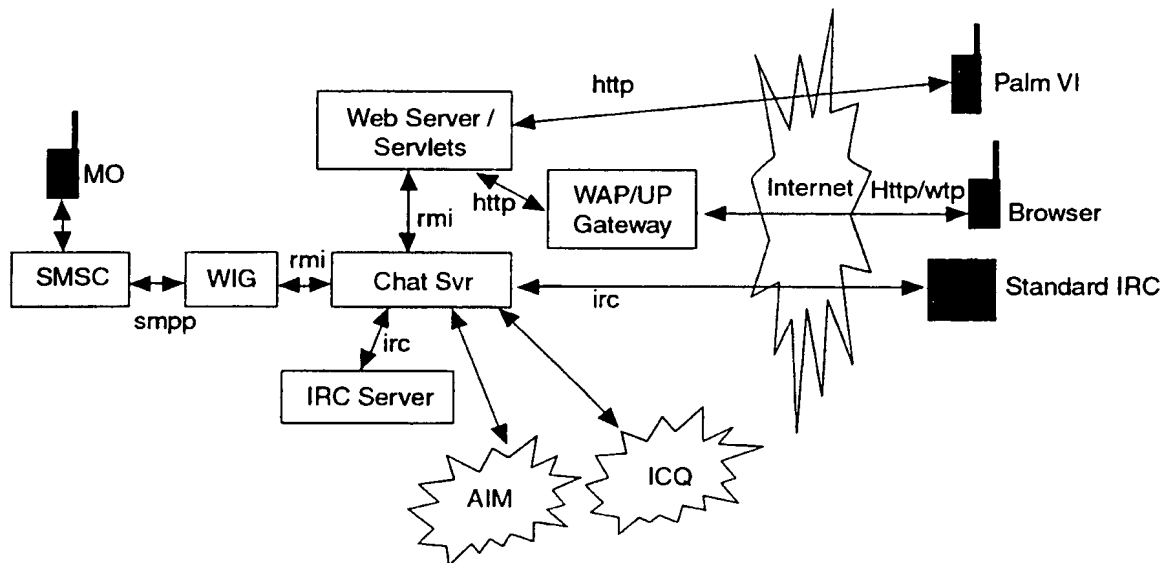 http
Palm VI
Web Server /
Servlets
MO
http
WAP/UP
Gateway
Internet
Http/wtp
Browser
rmi
SMSC
smpp
WIG
rmi
Chat Svr
irc
Standard IRC
irc
IRC Server
AIM
ICQ